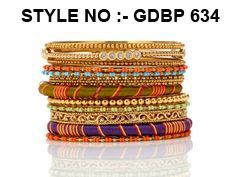 STYLE NO :- GDBP 634